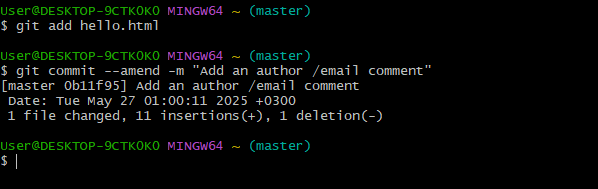 User@DESKTOP-9CTK0K0 MINGW64 ~ (master)
$ git add hello.html
User@DESKTOP-9CTK0K0 MINGW64 ~ (master)
$ git commit --amend -m "Add an author /email comment"
[master 0b11f95] Add an author /email comment
 Date: Tue May 27 01:00:11 2025 +0300
 1 file changed, 11 insertions(+), 1 deletion(-)
User@DESKTOP-9CTK0K0 MINGW64 ~ (master)
$